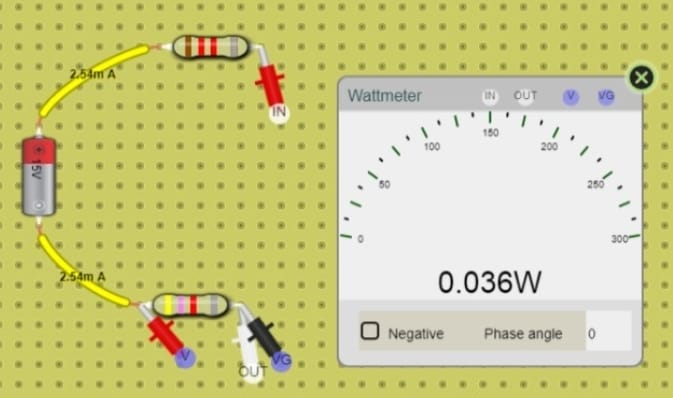 2.54m A
IN
15V
2.54m A
V
VG
OUT
Wattmeter
IN
OUT
V
VG
0
50
100
150
200
250
300
0.036W
Negative
Phase angle
0